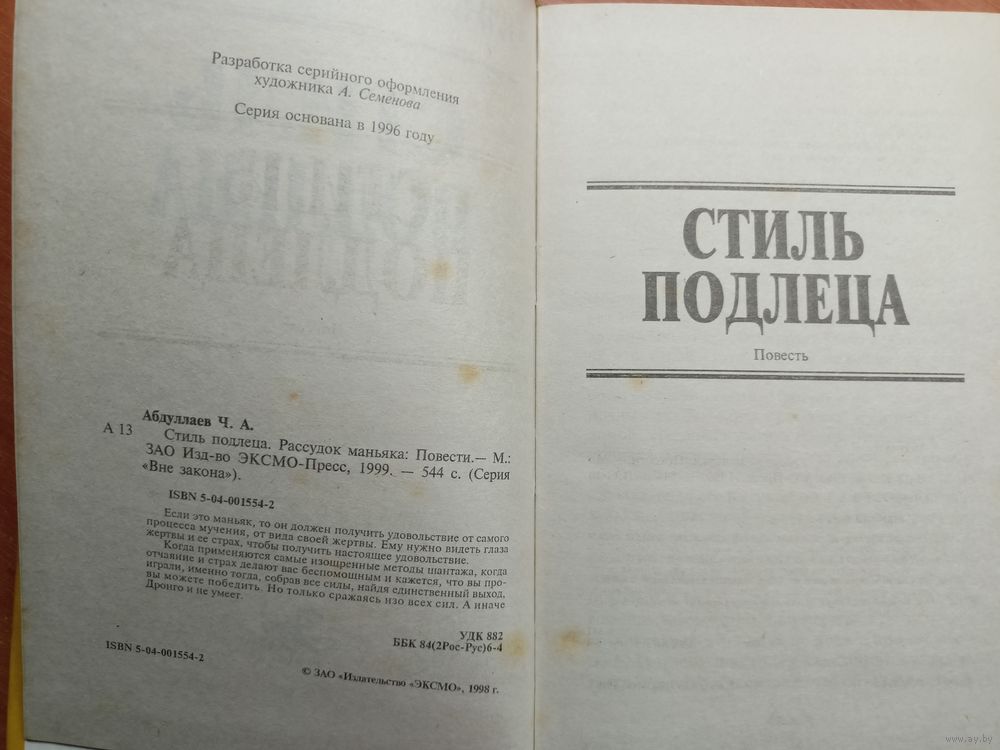 Разработка серийного оформления
художника А. Семенова
Серия основана в 1996 году
Абдуллаев Ч. А.
А 13
Стиль подлеца. Рассудок маньяка: Повести.— М.:
ЗАО Изд-во ЭКСМО-Пресс, 1999. — 544 с. (Серия
«Вне закона»).
ISBN 5-04-001554-2
Если это маньяк, то он должен получить удовольствие от самого
процесса мучения, от вида своей жертвы. Ему нужно видеть глаза
жертвы и ее страх, чтобы получить настоящее удовольствие.
Когда применяются самые изощренные методы шантажа, когда
отчаяние и страх делают вас беспомощным и кажется, что вы про-
играли, именно тогда, собрав все силы, найдя единственный выход,
вы можете победить. Но только сражаясь изо всех сил. А иначе
Дронго и не умеет.
УДК 882
ББК 84(2Рос-Рус)6-4
ISBN 5-04-001554-2
© ЗАО «Издательство «ЭКСМО», 1998 г.
СТИЛЬ
ПОДЛЕЦА
Повесть
www.ay.by